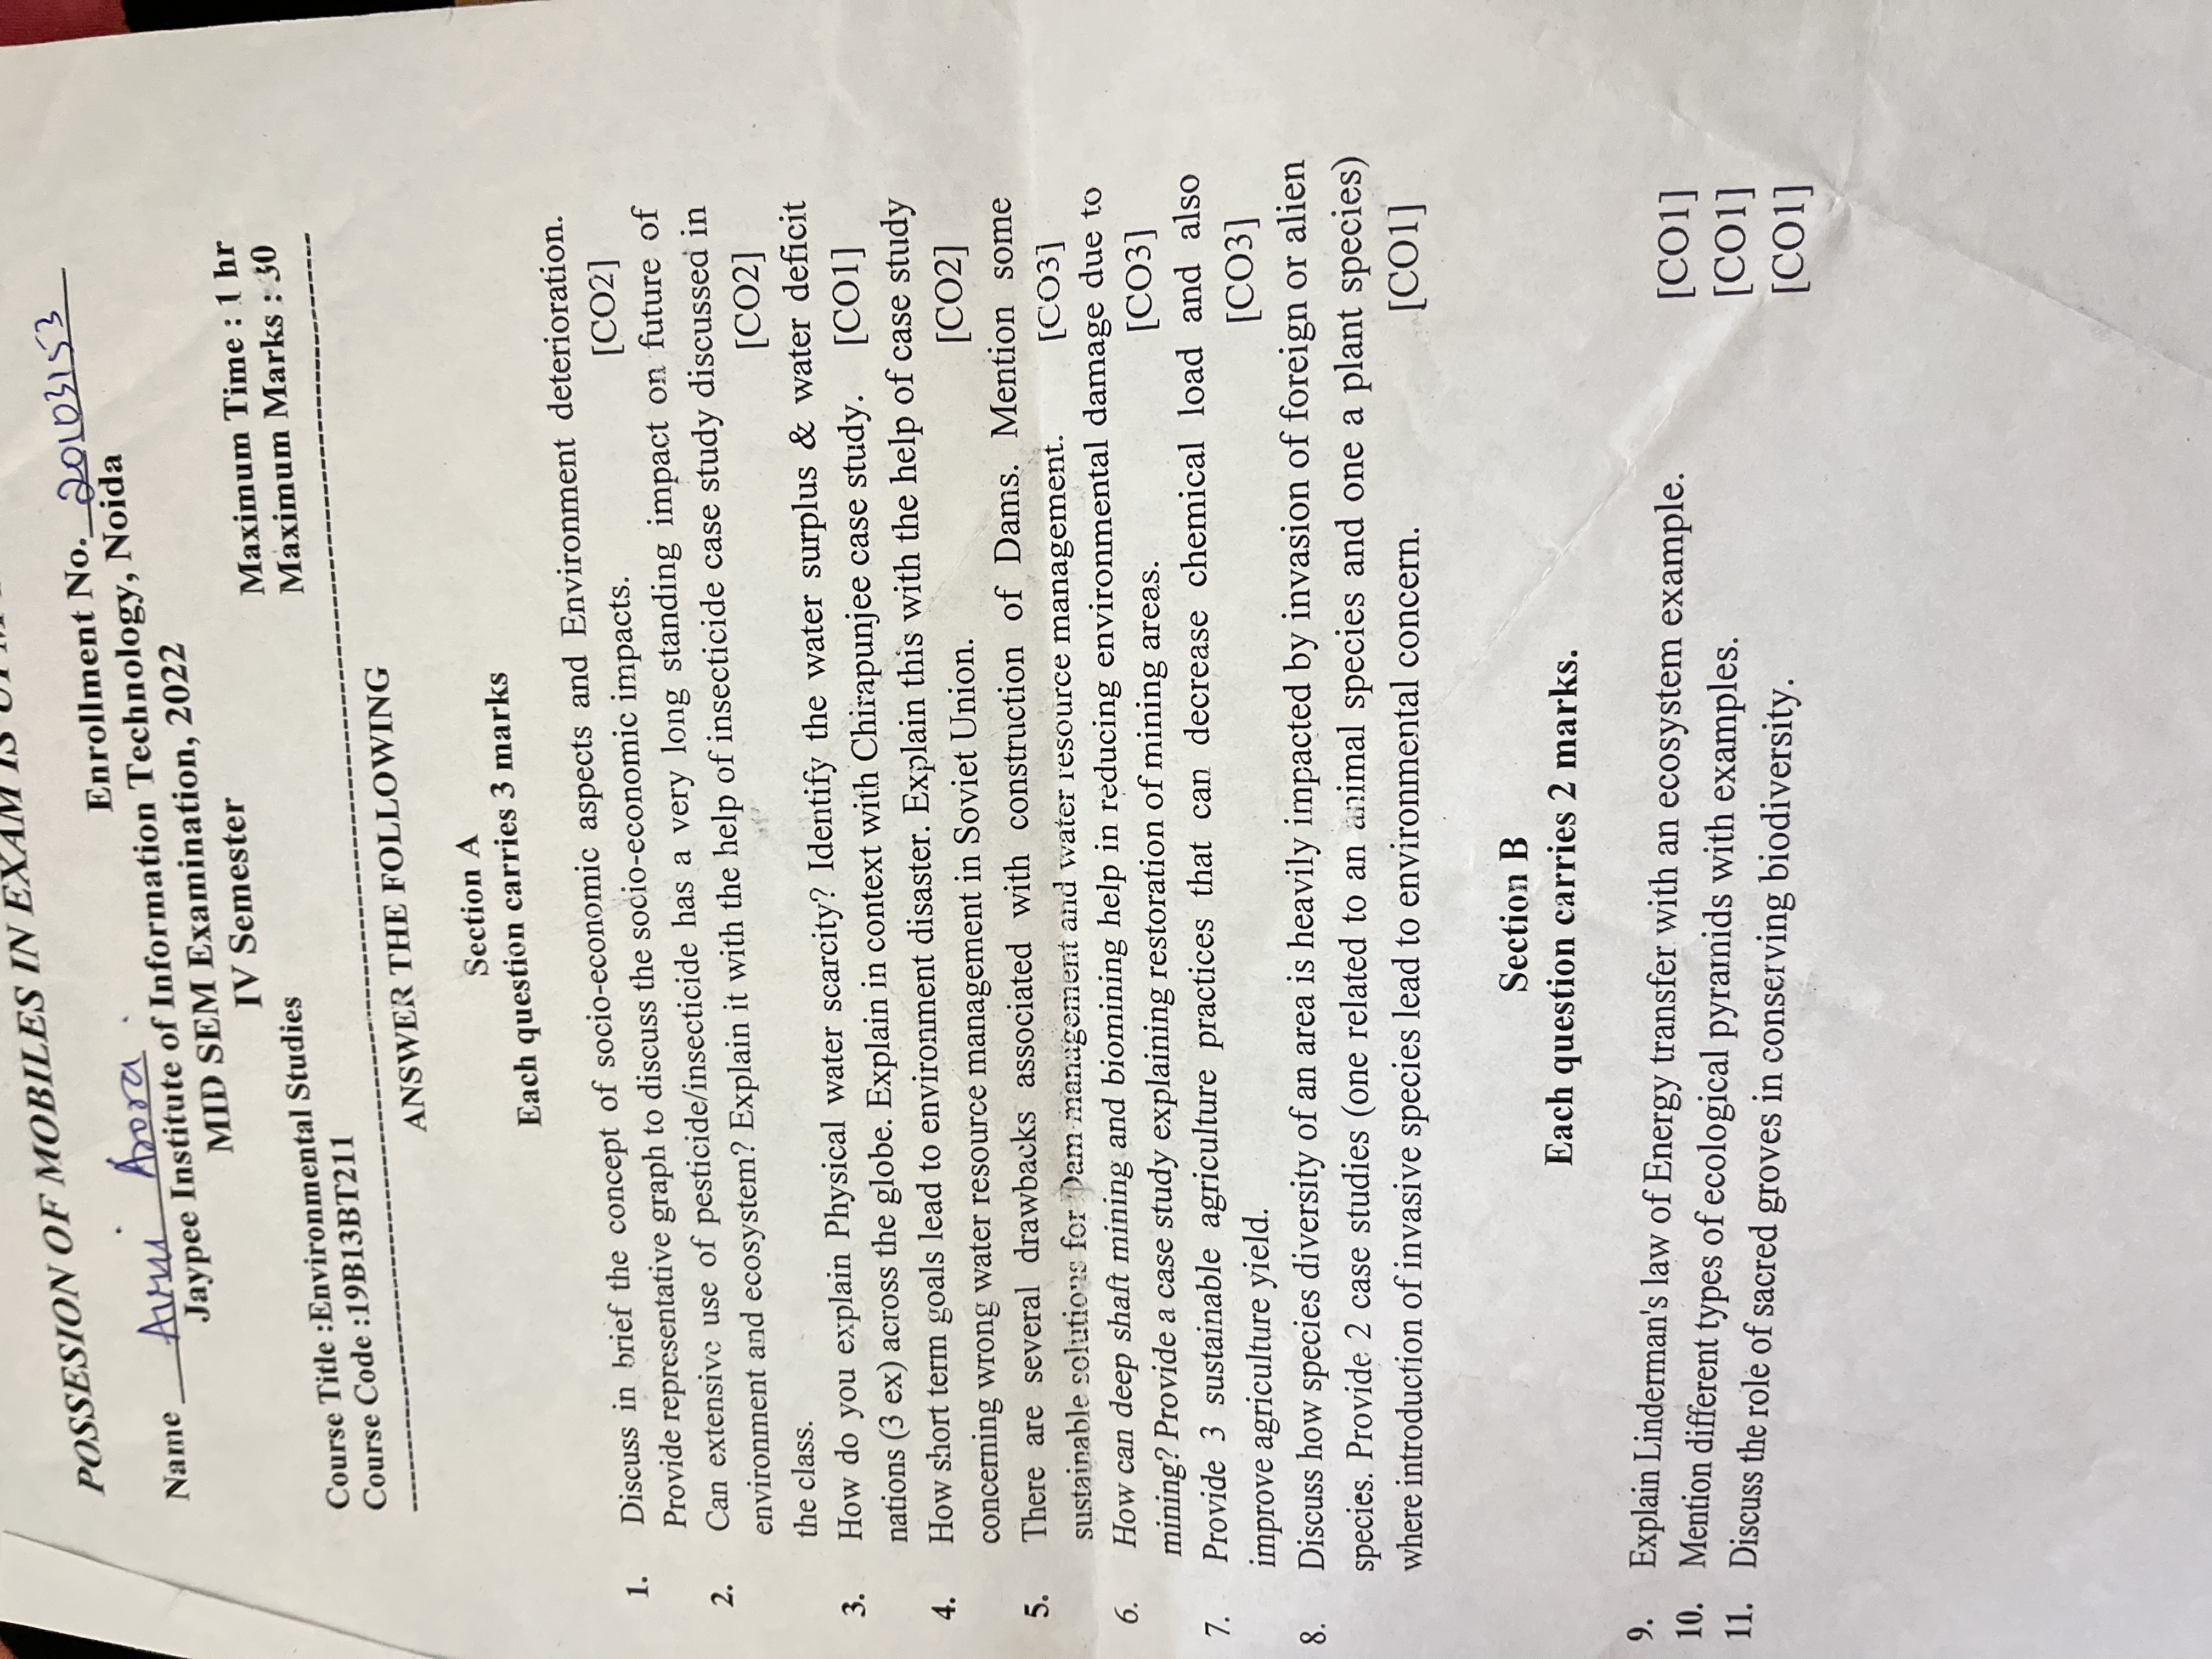 POSSESION OF MOBILES IN EXAM IS
Enrollment No. 20103153
Name Avni Arora
Jaypee Institute of Information Technology, Noida
MID SEM Examination, 2022
IV Semester
Maximum Time : 1 hr
Course Title :Environmental Studies
Maximum Marks : 30
Course Code :19B13BT211
ANSWER THE FOLLOWING
Section A
Each question carries 3 marks
1. Discuss in brief the concept of socio-economic aspects and Environment deterioration.
Provide representative graph to discuss the socio-economic impacts. [CO2]
2. Can extensive use of pesticide/insecticide has a very long standing impact on future of
environment and ecosystem? Explain it with the help of insecticide case study discussed in
the class. [CO2]
3. How do you explain Physical water scarcity? Identify the water surplus & water deficit
nations (3 ex) across the globe. Explain in context with Chirapunjee case study. [CO1]
4. How short term goals lead to environment disaster. Explain this with the help of case study
concerning wrong water resource management in Soviet Union. [CO2]
5. There are several drawbacks associated with construction of Dams. Mention some
sustainable solutions for Dam management and water resource management. [CO3]
6. How can deep shaft mining and biomining help in reducing environmental damage due to
mining? Provide a case study explaining restoration of mining areas. [CO3]
7. Provide 3 sustainable agriculture practices that can decrease chemical load and also
improve agriculture yield. [CO3]
8. Discuss how species diversity of an area is heavily impacted by invasion of foreign or alien
species. Provide 2 case studies (one related to an animal species and one a plant species)
where introduction of invasive species lead to environmental concern. [CO1]
Section B
Each question carries 2 marks.
9. Explain Linderman's law of Energy transfer with an ecosystem example. [CO1]
10. Mention different types of ecological pyramids with examples. [CO1]
11. Discuss the role of sacred groves in conserving biodiversity. [CO1]